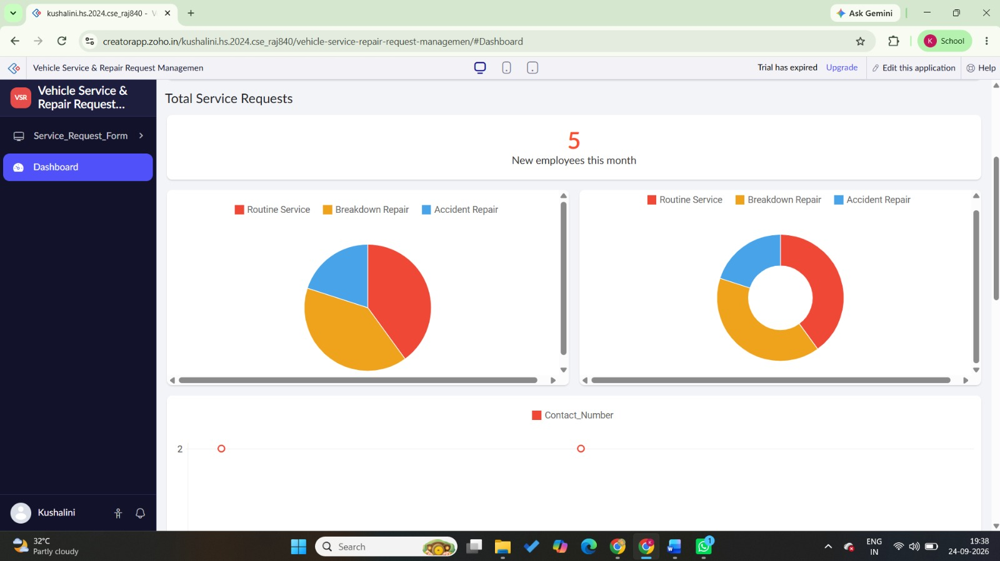 kushalini.hs.2024.cse_raj840 -
Ask Gemini
creatorapp.zoho.in/kushalini.hs.2024.cse_raj840/vehicle-service-repair-request-managemen/#Dashboard
K School
Vehicle Service & Repair Request Managemen
Trial has expired Upgrade
Edit this application
Help
VSR
Vehicle Service &
Repair Request...
Service_Request_Form
Dashboard
Total Service Requests
5
New employees this month
Routine Service Breakdown Repair Accident Repair
Routine Service Breakdown Repair Accident Repair
Contact_Number
2
Kushalini
32°C
Partly cloudy
Search
K
W
1
ENG
IN
19:38
24-09-2026